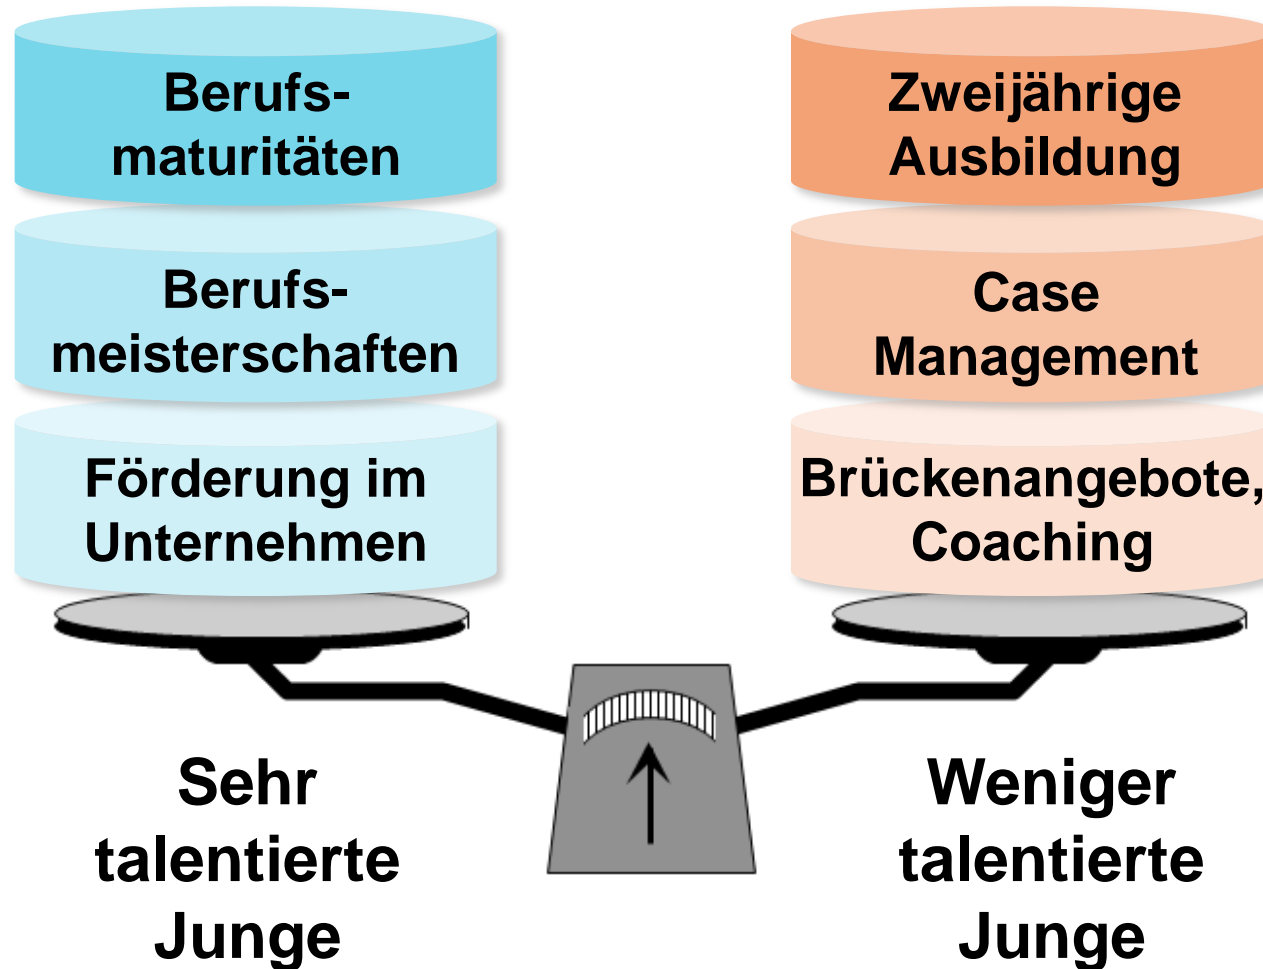 Berufs-
maturitäten
Berufs-
meisterschaften
Förderung im
Unternehmen
Sehr
talentierte
Junge
Zweijährige
Ausbildung
Case
Management
Brückenangebote,
Coaching
Weniger
talentierte
Junge